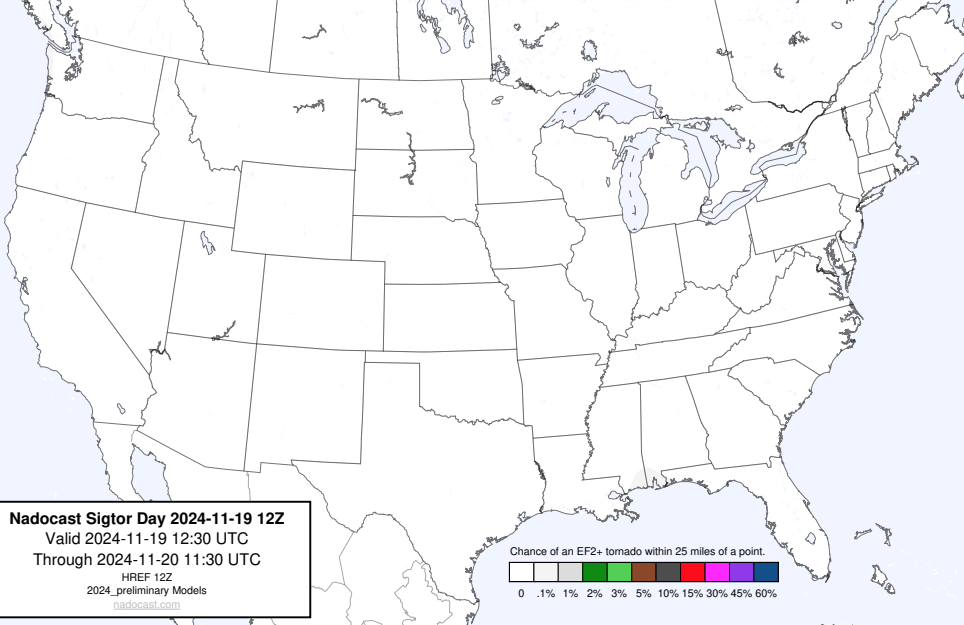 Nadocast Sigtor Day 2024-11-19 12Z
Valid 2024-11-19 12:30 UTC
Through 2024-11-20 11:30 UTC
HREF 12Z
2024_preliminary Models
nadocast.com
Chance of an EF2+ tornado within 25 miles of a point.
0 .1% 1% 2% 3% 5% 10% 15% 30% 45% 60%